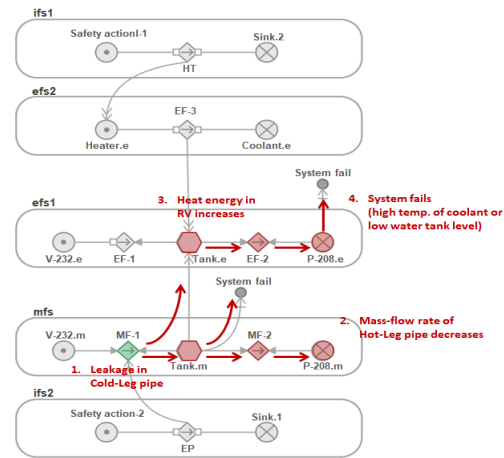 ifs1
Safety actionl-1
Sink.2
HT
efs2
EF-3
Heater.e
Coolant.e
System fail
3. Heat energy in
RV increases
4. System fails
(high temp. of coolant or
low water tank level)
efs1
V-232.e
EF-1
Tank.e
EF-2
P-208.e
System fail
mfs
2. Mass-flow rate of
Hot-Leg pipe decreases
V-232.m
MF-1
MF-2
1. Leakage in
Cold-Leg pipe
Tank.m
P-208.m
ifs2
Safety action-2
Sink.1
EP